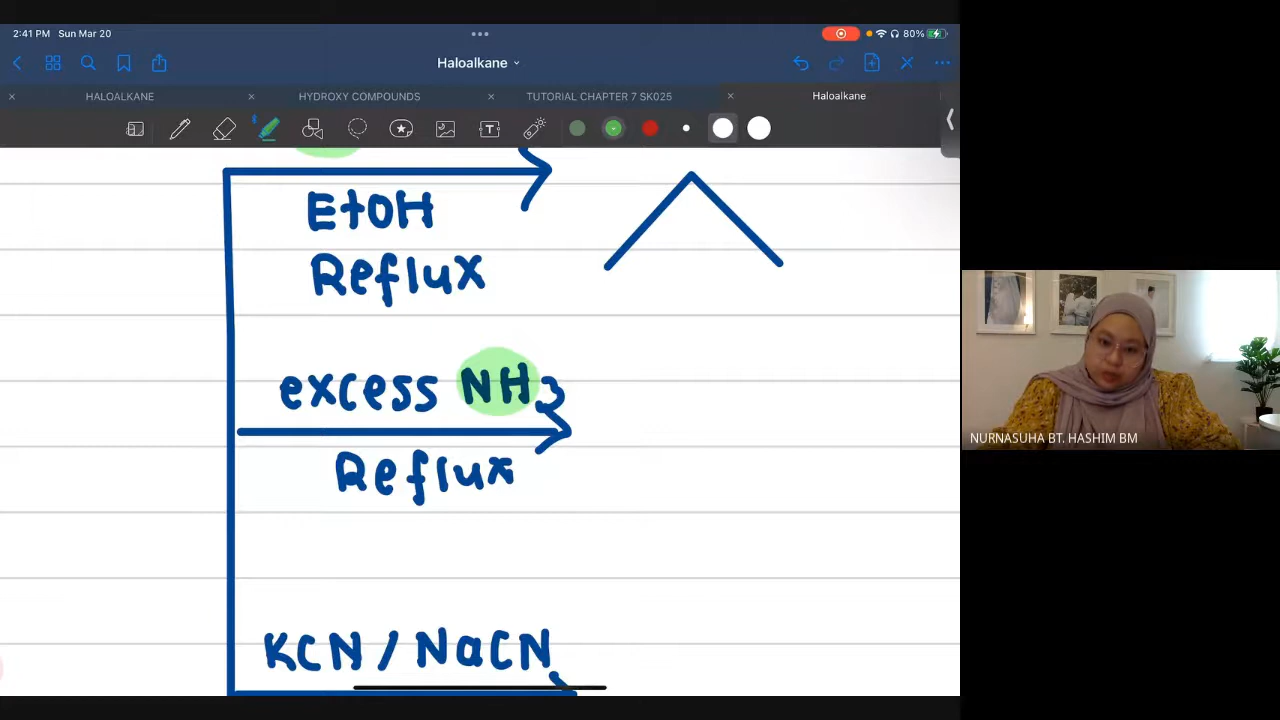 2:41 PM Sun Mar 20
80%
Haloalkane
HALOALKANE
HYDROXY COMPOUNDS
TUTORIAL CHAPTER 7 SK025
Haloalkane
EtOH
Reflux
excess NH3
Reflux
KCN / NaCN
NURNASUHA BT. HASHIM BM